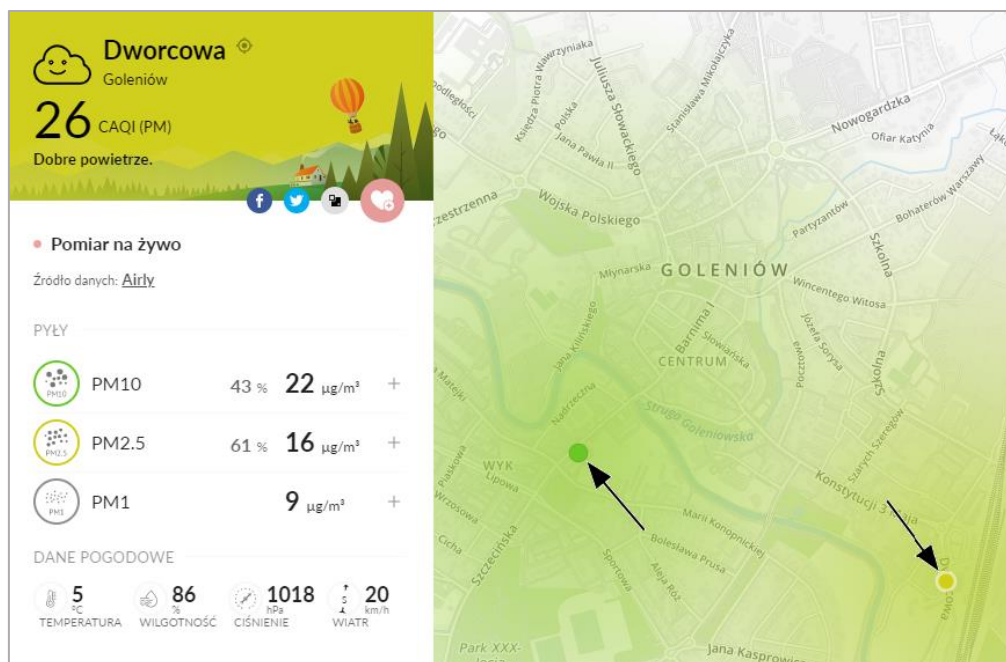 Dworcowa
Goleniów
26 CAQI (PM)
Dobre powietrze.
Pomiar na żywo
Źródło danych: Airly
PYŁY
PM10 PM10 43 % 22 µg/m³ +
PM2.5 PM2.5 61 % 16 µg/m³ +
PM1 PM1 9 µg/m³ +
DANE POGODOWE
5 °C 86 % 1018 hPa S 20 km/h
TEMPERATURA WILGOTNOŚĆ CIŚNIENIE WIATR
Księdza Piotra Wawrzyniaka
Juliusza Słowackiego
Stanisława Mikołajczyka
Polska
Jana Pawła II
Nowogardzka
Ofiar Katynia
Bohaterów Warszawy
Partyzantów
Wojska Polskiego
Szkolna
Młynarska
GOLENIÓW
Wincentego Witosa
Jana Kilińskiego
Barnima I
Słowiańska
CENTRUM
Józefa Sorysa
Pocztowa
Szkolna
a Matejki
Nadrzeczna
Struga Goleniowska
Szarych Szeregów
WYK
Lipowa
Piaskowa
Wrzosowa
Cicha
Szczecińska
Konstytucji 3 Maja
Marii Konopnickiej
Bolesława Prusa
Sportowa
Aleja Róż
Park XXX-
Jana Kasprowicza